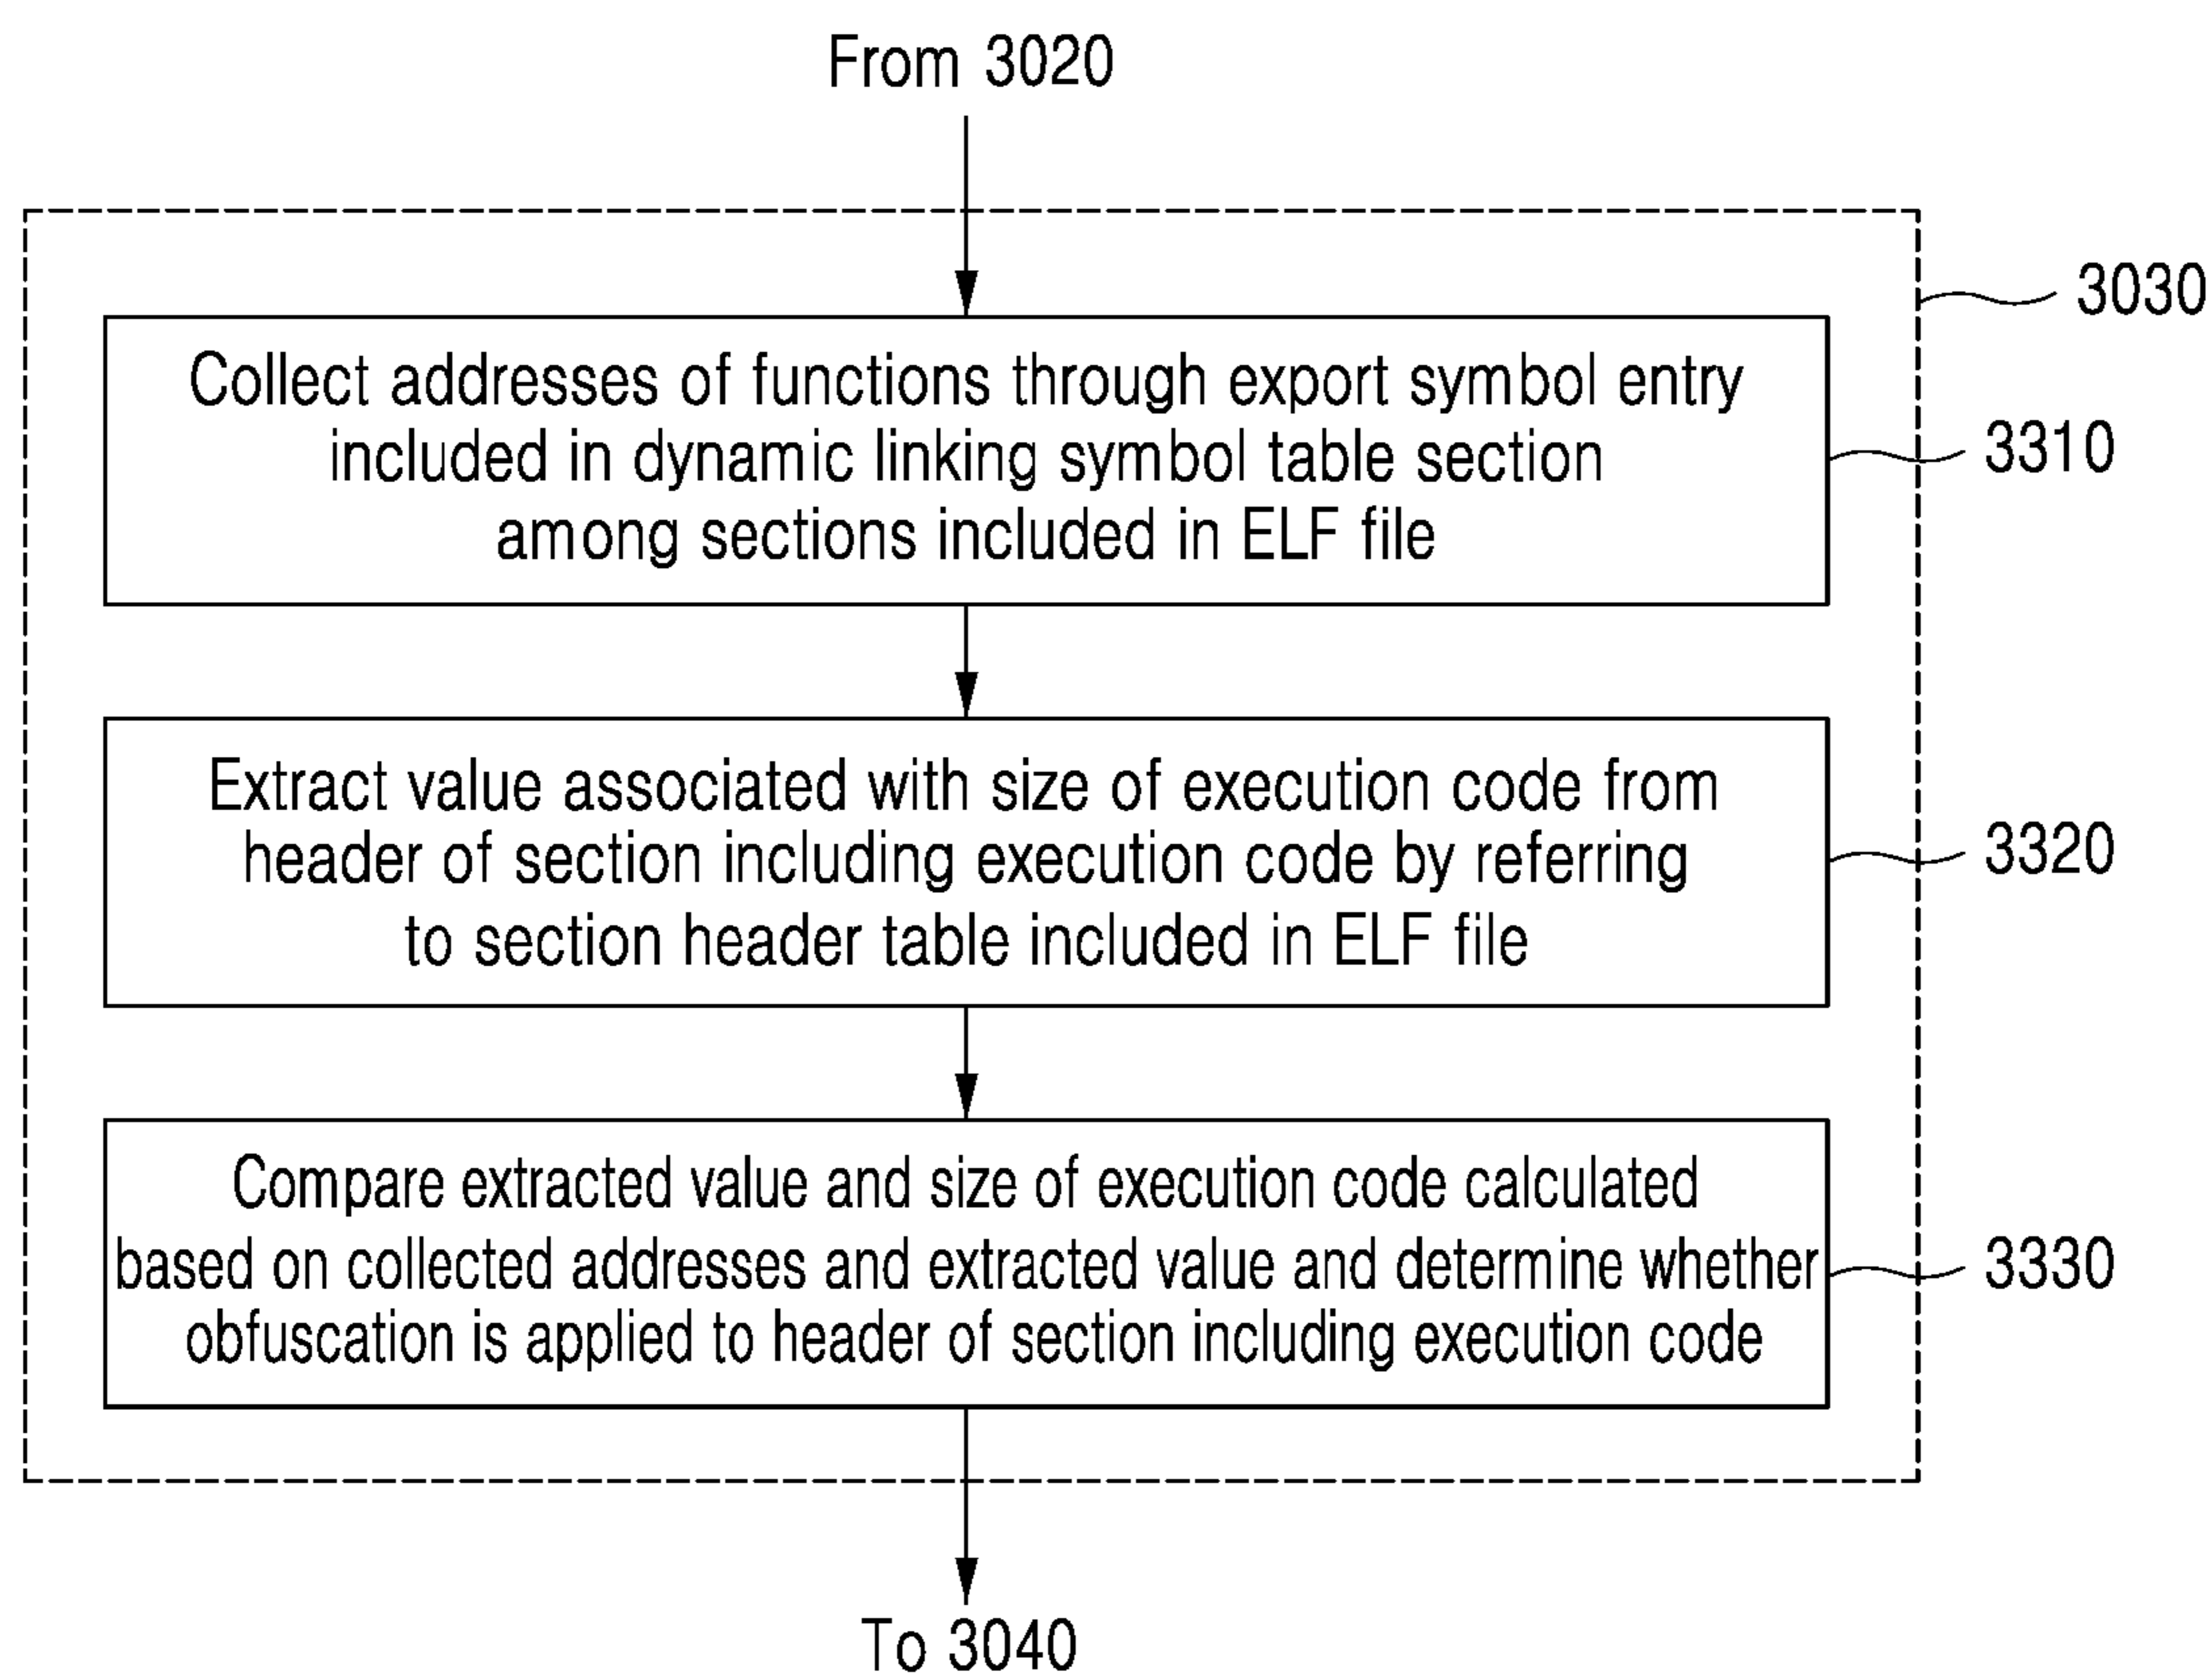 From 3020
3030
Collect addresses of functions through export symbol entry
included in dynamic linking symbol table section
among sections included in ELF file
3310
Extract value associated with size of execution code from
header of section including execution code by referring
to section header table included in ELF file
3320
Compare extracted value and size of execution code calculated
based on collected addresses and extracted value and determine whether
obfuscation is applied to header of section including execution code
3330
To 3040